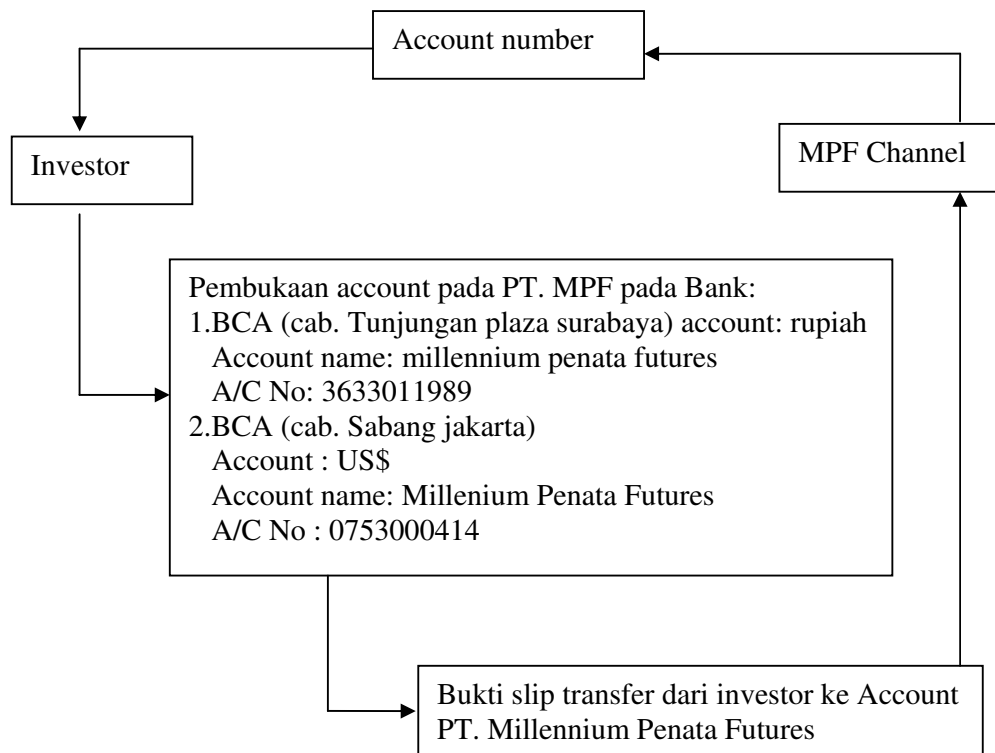 Account number
Investor
MPF Channel
Pembukaan account pada PT. MPF pada Bank:
1.BCA (cab. Tunjungan plaza surabaya) account: rupiah
Account name: millennium penata futures
A/C No: 3633011989
2.BCA (cab. Sabang jakarta)
Account : US$
Account name: Millenium Penata Futures
A/C No : 0753000414
Bukti slip transfer dari investor ke Account
PT. Millennium Penata Futures